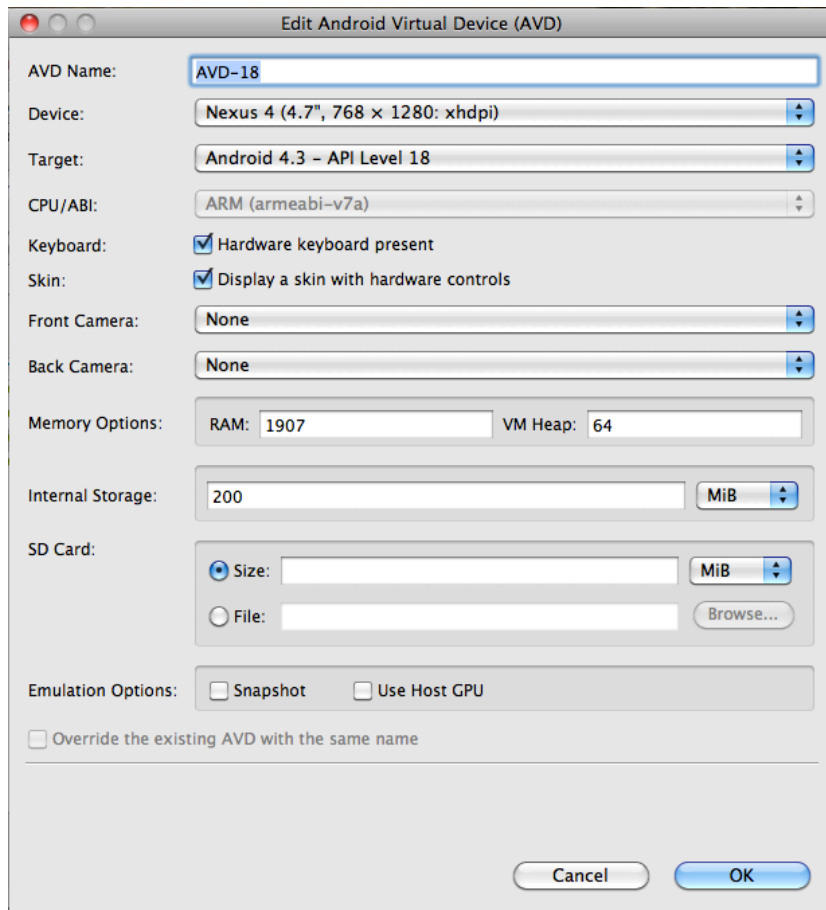 Edit Android Virtual Device (AVD)
AVD Name: AVD-18
Device: Nexus 4 (4.7", 768 × 1280: xhdpi)
Target: Android 4.3 – API Level 18
CPU/ABI: ARM (armeabi-v7a)
Keyboard: Hardware keyboard present
Skin: Display a skin with hardware controls
Front Camera: None
Back Camera: None
Memory Options: RAM: 1907 VM Heap: 64
Internal Storage: 200 MiB
SD Card:
Size: MiB
File: Browse...
Emulation Options: Snapshot Use Host GPU
Override the existing AVD with the same name
Cancel OK